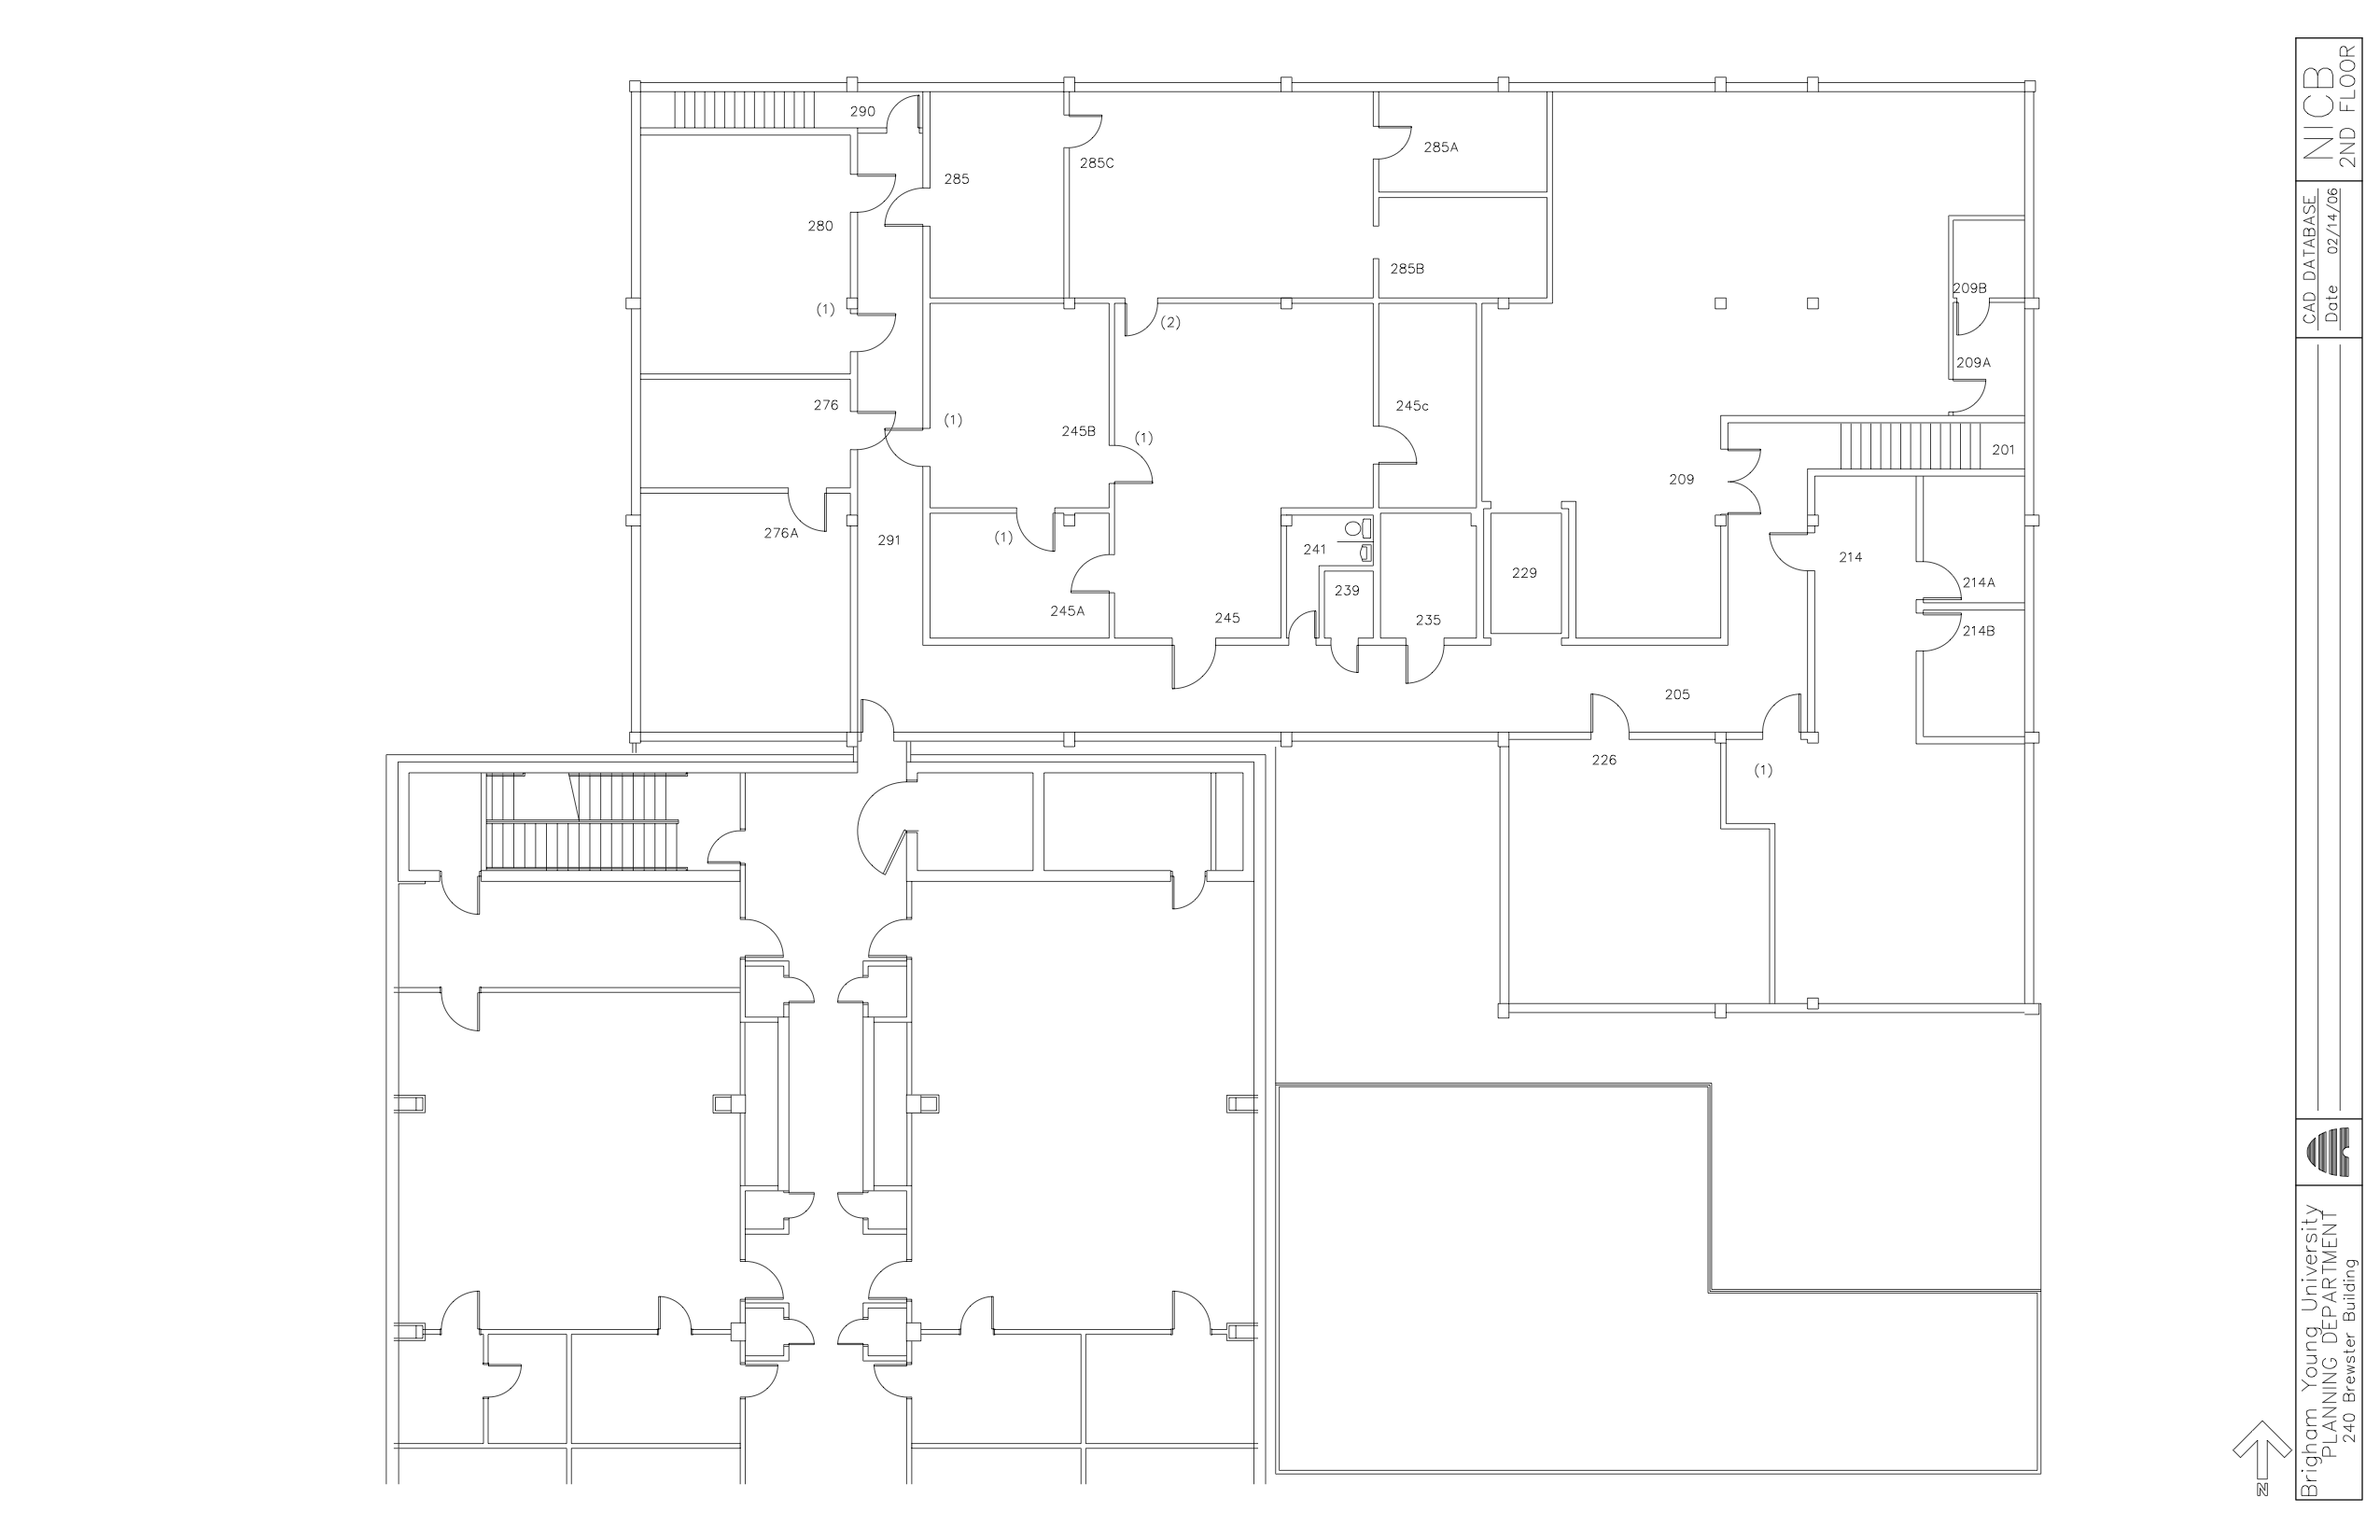 290
285
285C
285A
280
285B
209B
(1)
(2)
209A
276
245c
(1)
245B
(1)
201
209
276A
291
(1)
241
214
229
239
214A
245A
245
235
214B
205
226
(1)
NICB
2ND FLOOR
CAD DATABASE
Date 02/14/06
Brigham Young University
PLANNING DEPARTMENT
240 Brewster Building
N